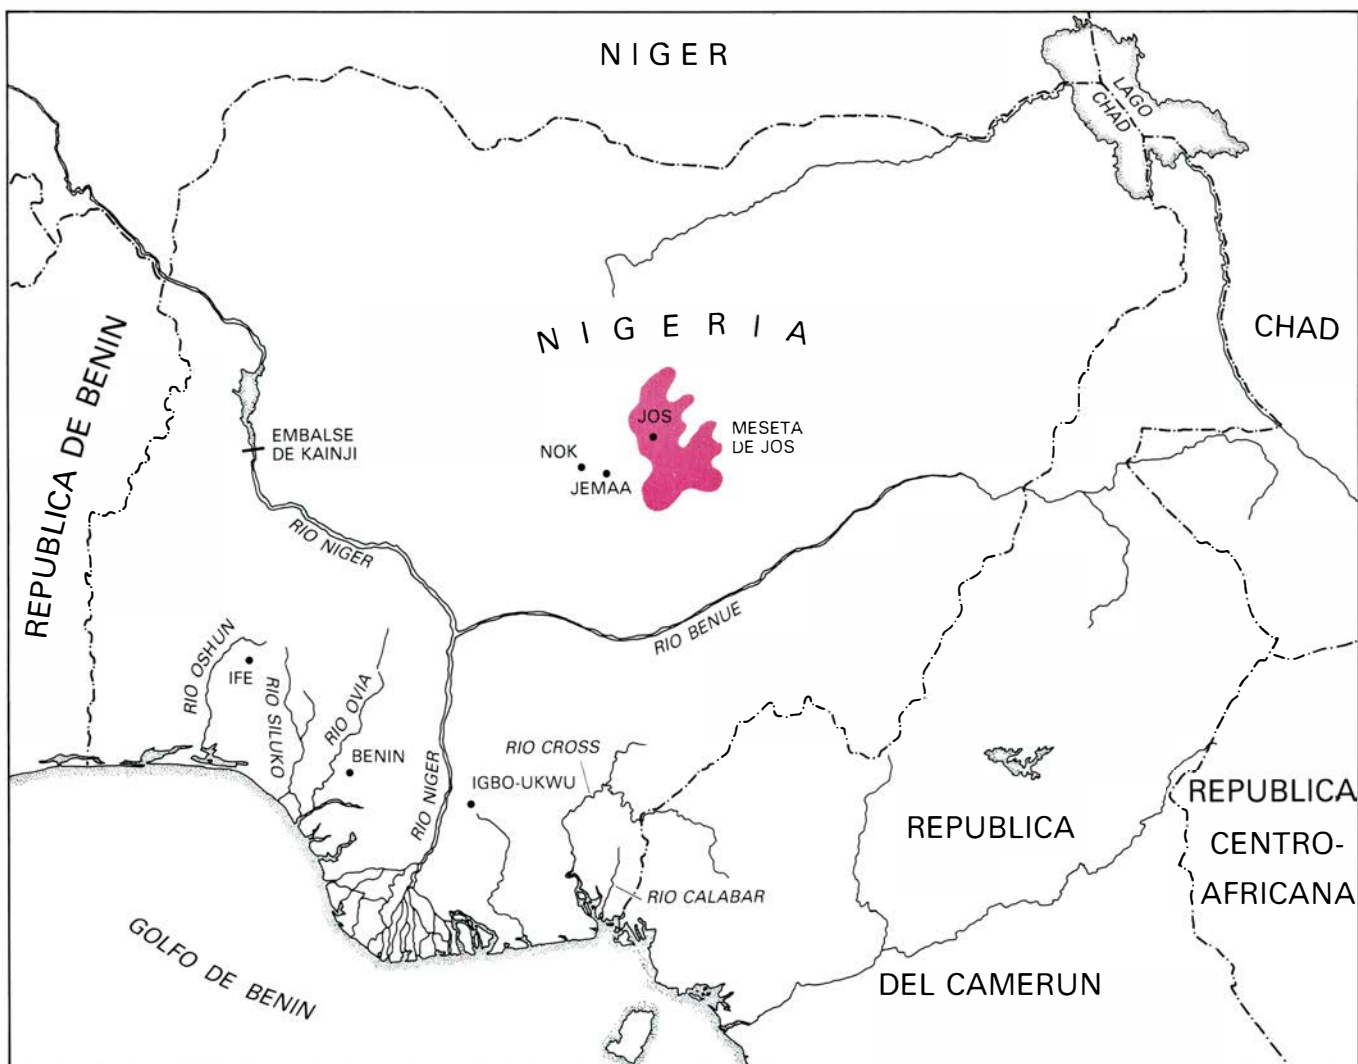 NIGER
LAGO
CHAD
NIGERIA
CHAD
REPUBLICA DE BENIN
JOS
MESETA
DE JOS
EMBALSE
DE KAINJI
NOK
JEMAA
RIO NIGER
RIO BENUE
RIO OSHUN
IFE
RIO SILUKO
RIO OVIA
BENIN
RIO NIGER
RIO CROSS
IGBO-UKWU
RIO CALABAR
REPUBLICA
DEL CAMERUN
REPUBLICA
CENTRO-
AFRICANA
GOLFO DE BENIN